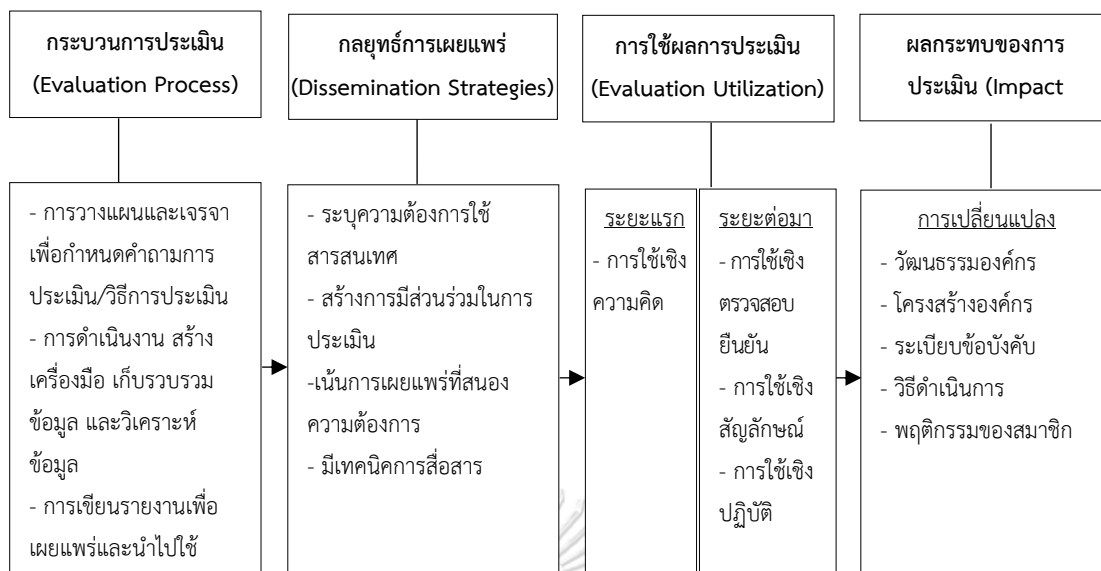 กระบวนการประเมิน
(Evaluation Process)
กลยุทธ์การเผยแพร่
(Dissemination Strategies)
การใช้ผลการประเมิน
(Evaluation Utilization)
ผลกระทบของการ
ประเมิน (Impact
- การวางแผนและเจรจา
เพื่อกำหนดคำถามการ
ประเมิน/วิธีการประเมิน
- การดำเนินงาน สร้าง
เครื่องมือ เก็บรวบรวม
ข้อมูล และวิเคราะห์
ข้อมูล
- การเขียนรายงานเพื่อ
เผยแพร่และนำไปใช้
- ระบุความต้องการใช้
สารสนเทศ
- สร้างการมีส่วนร่วมในการ
ประเมิน
-เน้นการเผยแพร่ที่สนอง
ความต้องการ
- มีเทคนิคการสื่อสาร
ระยะแรก
- การใช้เชิง
ความคิด
ระยะต่อมา
-การใช้เชิง
ตรวจสอบ
ยืนยัน
- การใช้เชิง
สัญลักษณ์
- การใช้เชิง
ปฏิบัติ
การเปลี่ยนแปลง
- วัฒนธรรมองค์กร
- โครงสร้างองค์กร
- ระเบียบข้อบังคับ
- วิธีดำเนินการ
- พฤติกรรมของสมาชิก